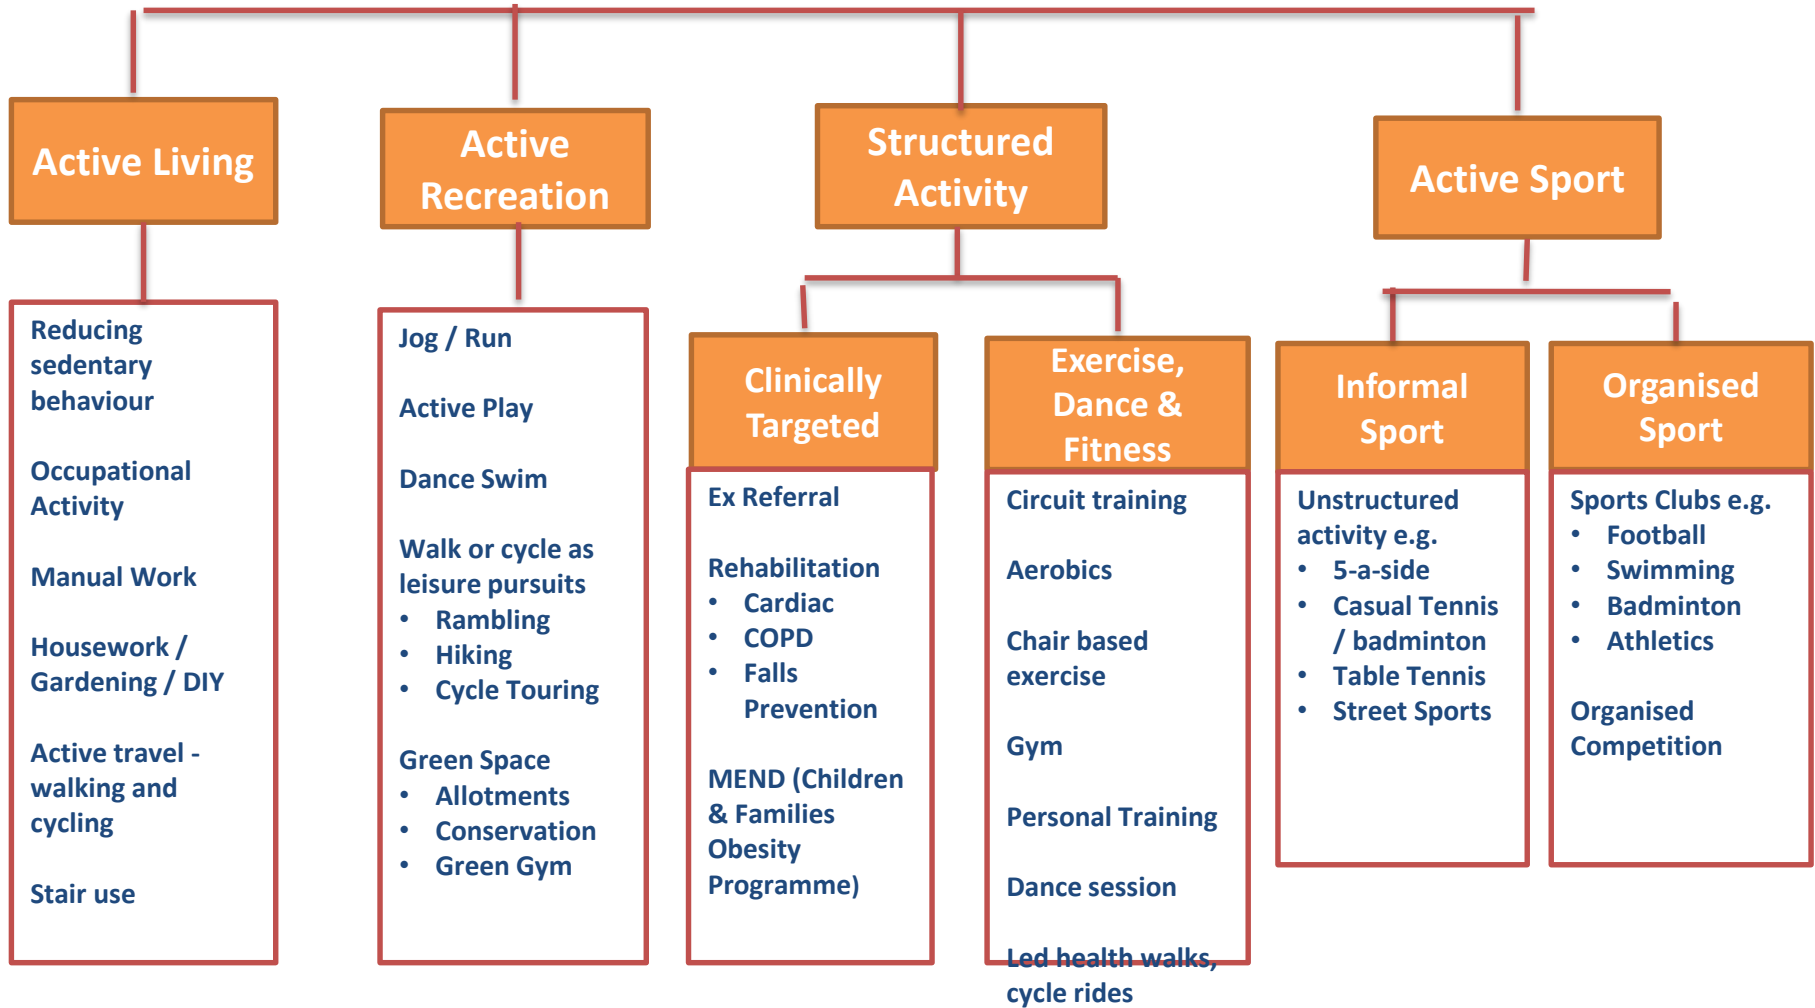 Active Living
Active
Recreation
Structured
Activity
Active Sport
Reducing
sedentary
behaviour
Occupational
Activity
Manual Work
Housework /
Gardening / DIY
Active travel -
walking and
cycling
Stair use
Jog / Run
Active Play
Dance Swim
Walk or cycle as
leisure pursuits
• Rambling
• Hiking
• Cycle Touring
Green Space
• Allotments
• Conservation
• Green Gym
Clinically
Targeted
Ex Referral
Rehabilitation
• Cardiac
• COPD
• Falls
Prevention
MEND (Children
& Families
Obesity
Programme)
Exercise,
Dance &
Fitness
Circuit training
Aerobics
Chair based
exercise
Gym
Personal Training
Dance session
Led health walks,
cycle rides
Informal
Sport
Unstructured
activity e.g.
• 5-a-side
• Casual Tennis
/ badminton
• Table Tennis
• Street Sports
Organised
Sport
Sports Clubs e.g.
• Football
• Swimming
• Badminton
• Athletics
Organised
Competition